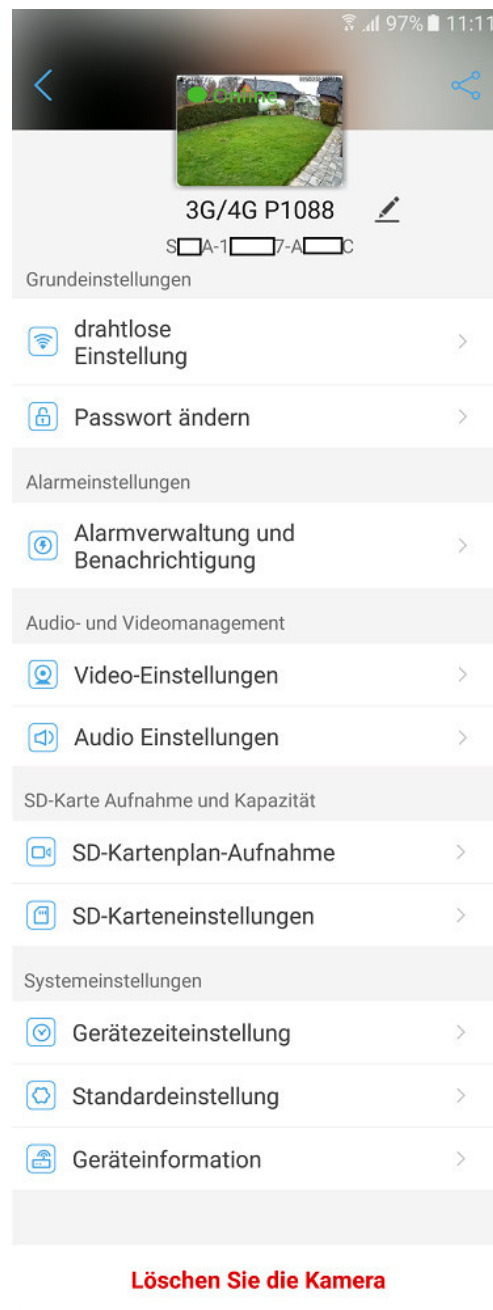 97% 11:11
Online
3G/4G P1088
S A-1 7-A C
Grundeinstellungen
drahtlose
Einstellung
Passwort ändern
Alarmeinstellungen
Alarmverwaltung und
Benachrichtigung
Audio- und Videomanagement
Video-Einstellungen
Audio Einstellungen
SD-Karte Aufnahme und Kapazität
SD-Kartenplan-Aufnahme
SD-Karteneinstellungen
Systemeinstellungen
Gerätezeiteinstellung
Standardeinstellung
Geräteinformation
Löschen Sie die Kamera